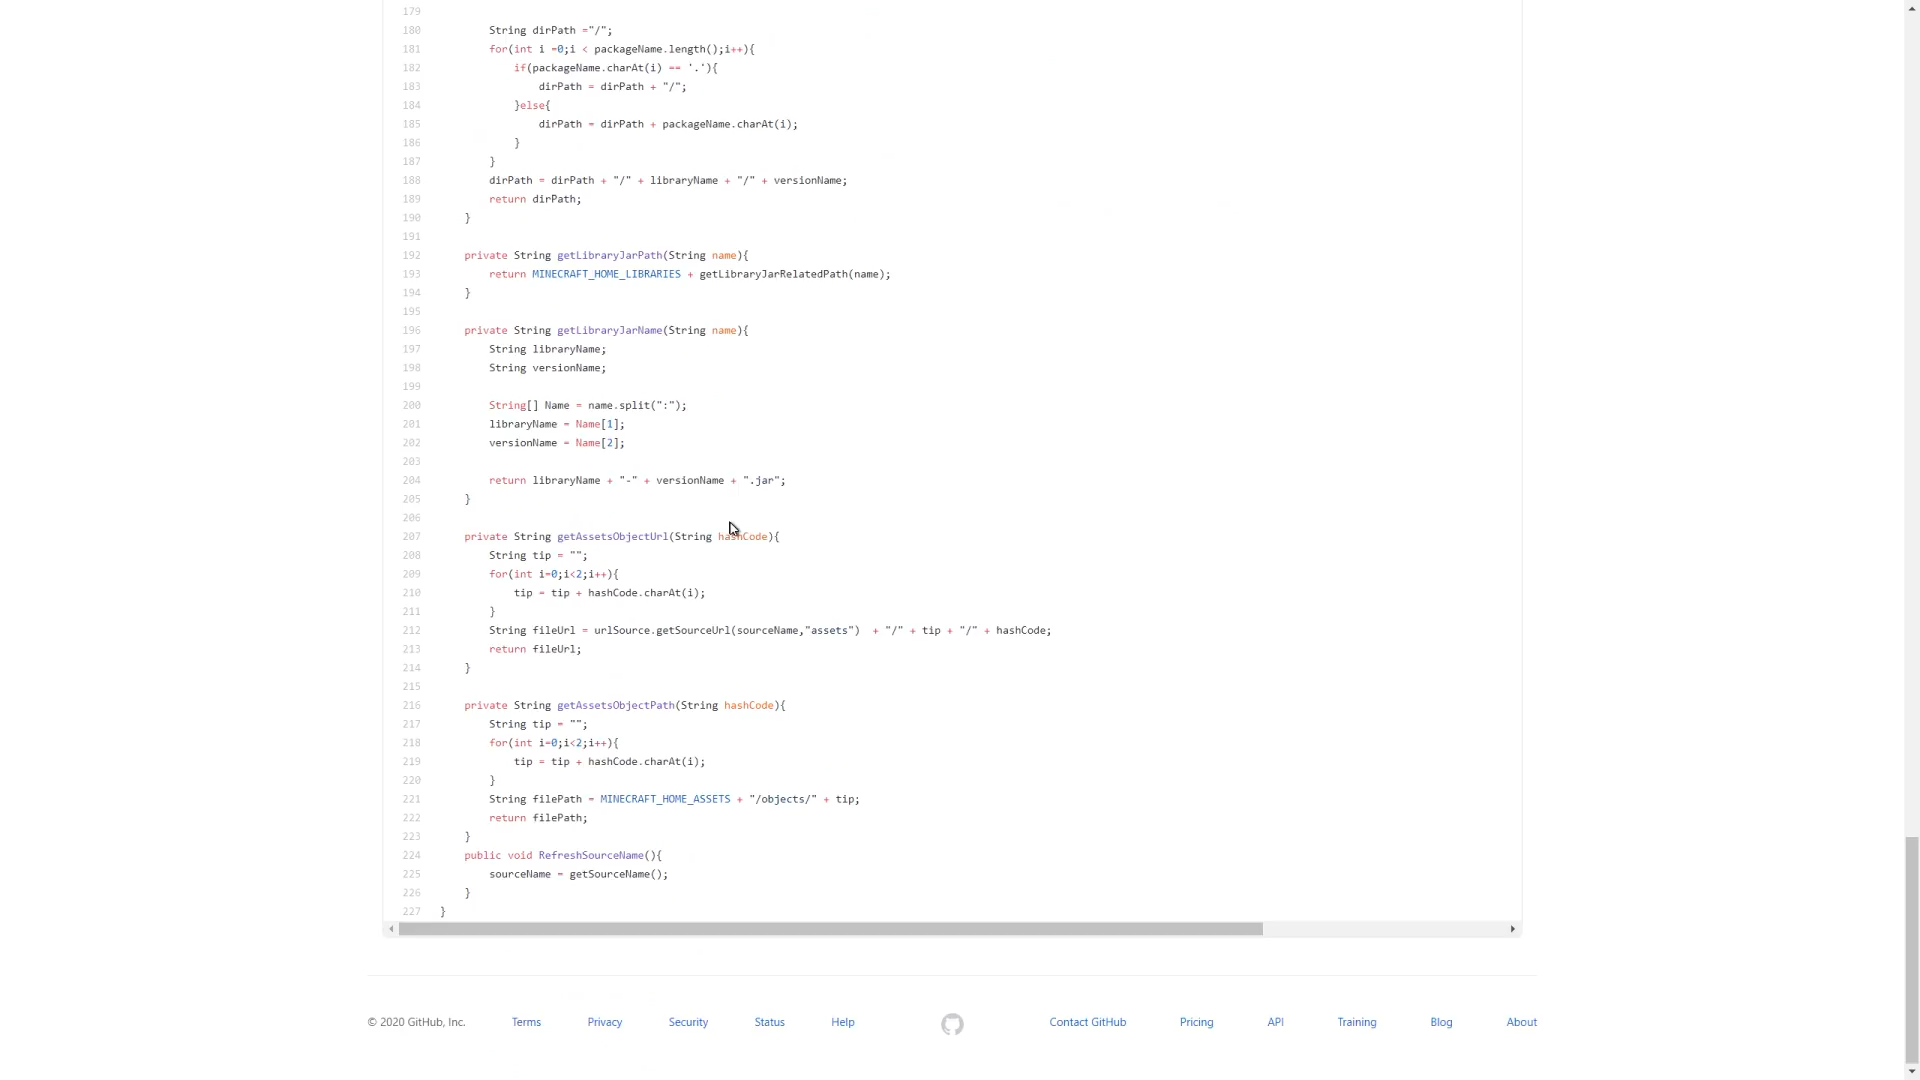 179
180 String dirPath ="/";
181 for(int i =0;i < packageName.length();i++){
182 if(packageName.charAt(i) == '.'){
183 dirPath = dirPath + "/";
184 }else{
185 dirPath = dirPath + packageName.charAt(i);
186 }
187 }
188 dirPath = dirPath + "/" + libraryName + "/" + versionName;
189 return dirPath;
190 }
191
192 private String getLibraryJarPath(String name){
193 return MINECRAFT_HOME_LIBRARIES + getLibraryJarRelatedPath(name);
194 }
195
196 private String getLibraryJarName(String name){
197 String libraryName;
198 String versionName;
199
200 String[] Name = name.split(":");
201 libraryName = Name[1];
202 versionName = Name[2];
203
204 return libraryName + "-" + versionName + ".jar";
205 }
206
207 private String getAssetsObjectUrl(String hashCode){
208 String tip = "";
209 for(int i=0;i<2;i++){
210 tip = tip + hashCode.charAt(i);
211 }
212 String fileUrl = urlSource.getSourceUrl(sourceName,"assets")  + "/" + tip + "/" + hashCode;
213 return fileUrl;
214 }
215
216 private String getAssetsObjectPath(String hashCode){
217 String tip = "";
218 for(int i=0;i<2;i++){
219 tip = tip + hashCode.charAt(i);
220 }
221 String filePath = MINECRAFT_HOME_ASSETS + "/objects/" + tip;
222 return filePath;
223 }
224 public void RefreshSourceName(){
225 sourceName = getSourceName();
226 }
227 }
© 2020 GitHub, Inc. Terms Privacy Security Status Help Contact GitHub Pricing API Training Blog About